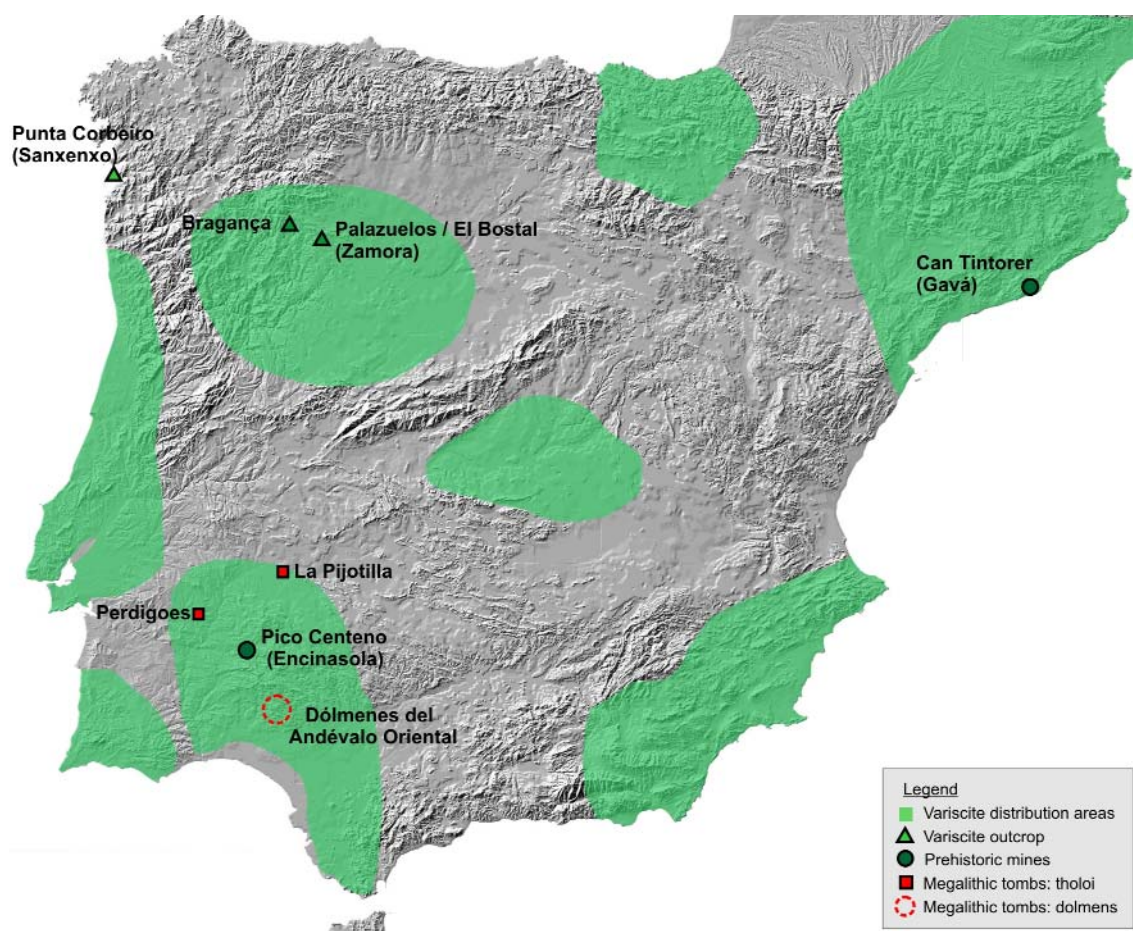 Punta Corbeiro
(Sanxenxo)
Bragança
Palazuelos / El Bostal
(Zamora)
Can Tintorer
(Gavá)
La Pijotilla
Perdigoes
Pico Centeno
(Encinasola)
Dólmenes del
Andévalo Oriental
Legend
Variscite distribution areas
Variscite outcrop
Prehistoric mines
Megalithic tombs: tholoi
Megalithic tombs: dolmens